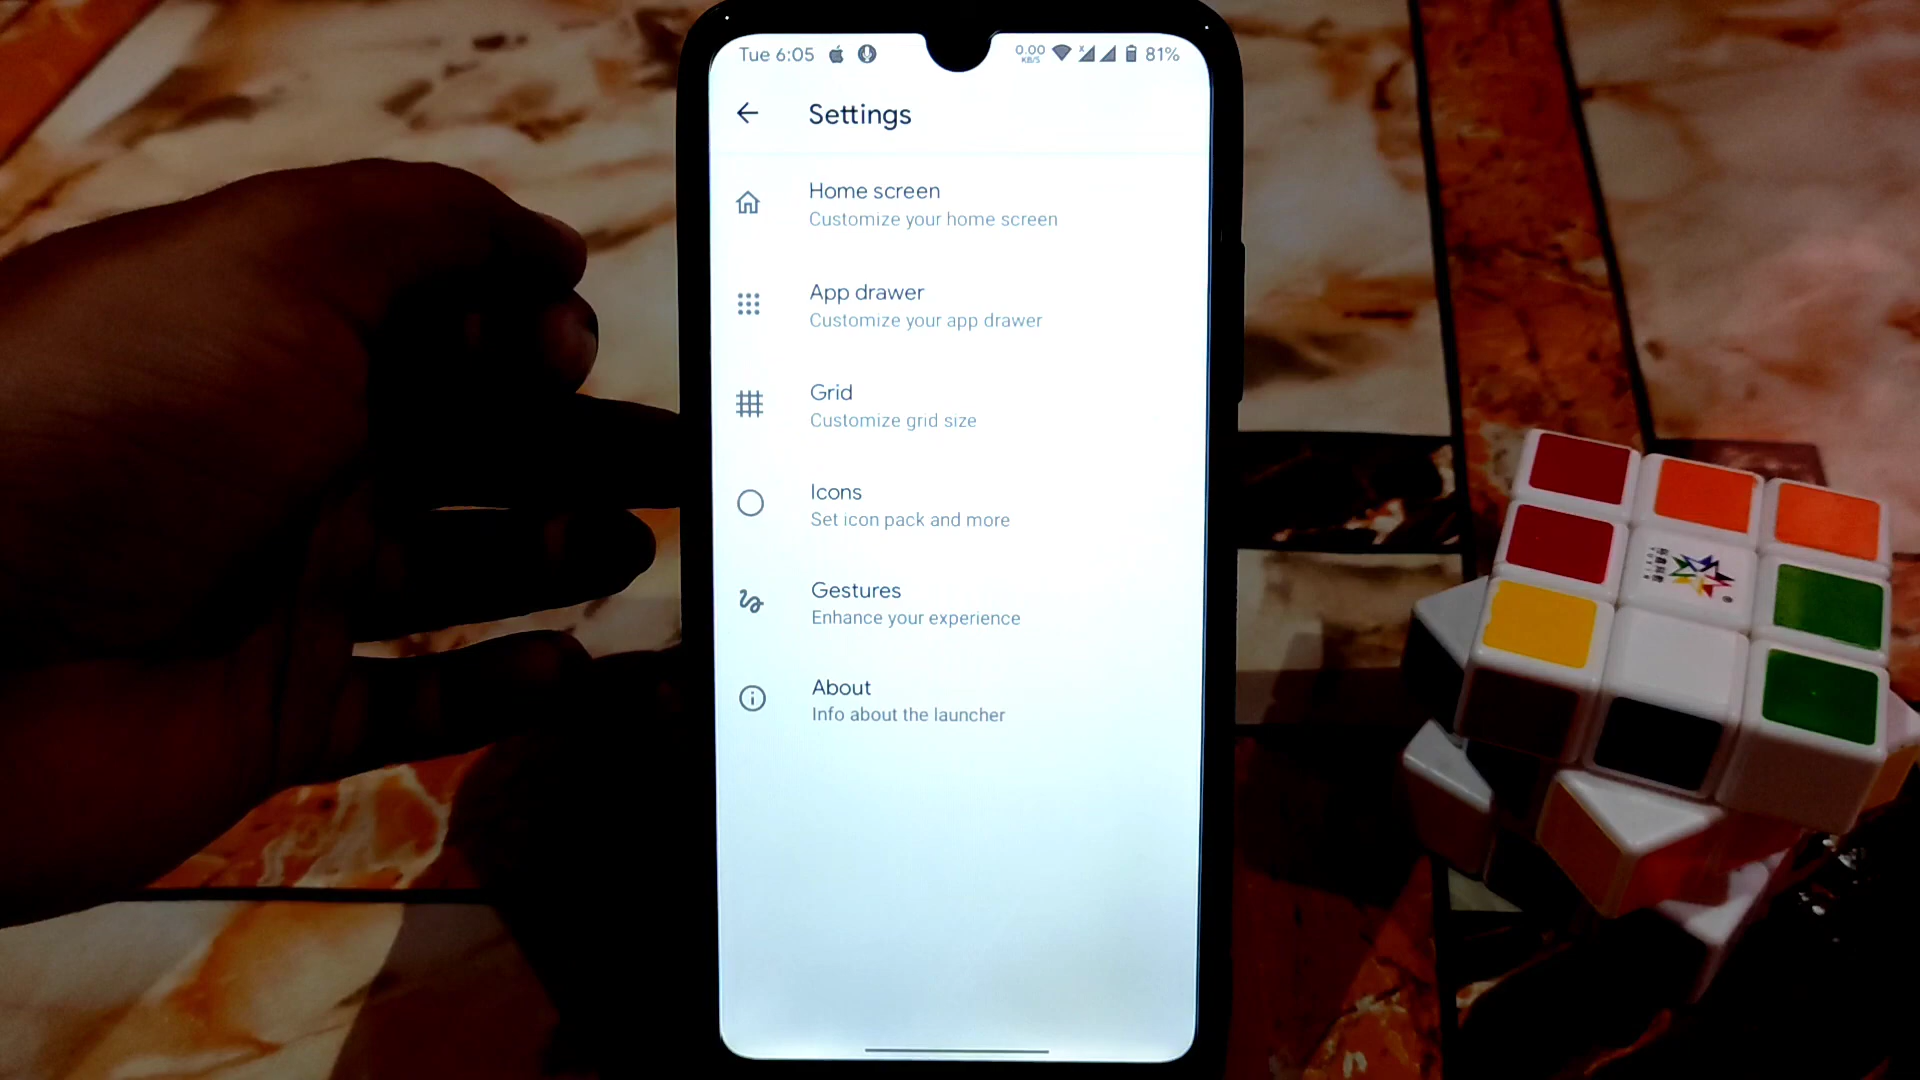 Tue 6:05
0.00
KB/S
81%
Settings
Home screen
Customize your home screen
App drawer
Customize your app drawer
Grid
Customize grid size
Icons
Set icon pack and more
Gestures
Enhance your experience
About
Info about the launcher